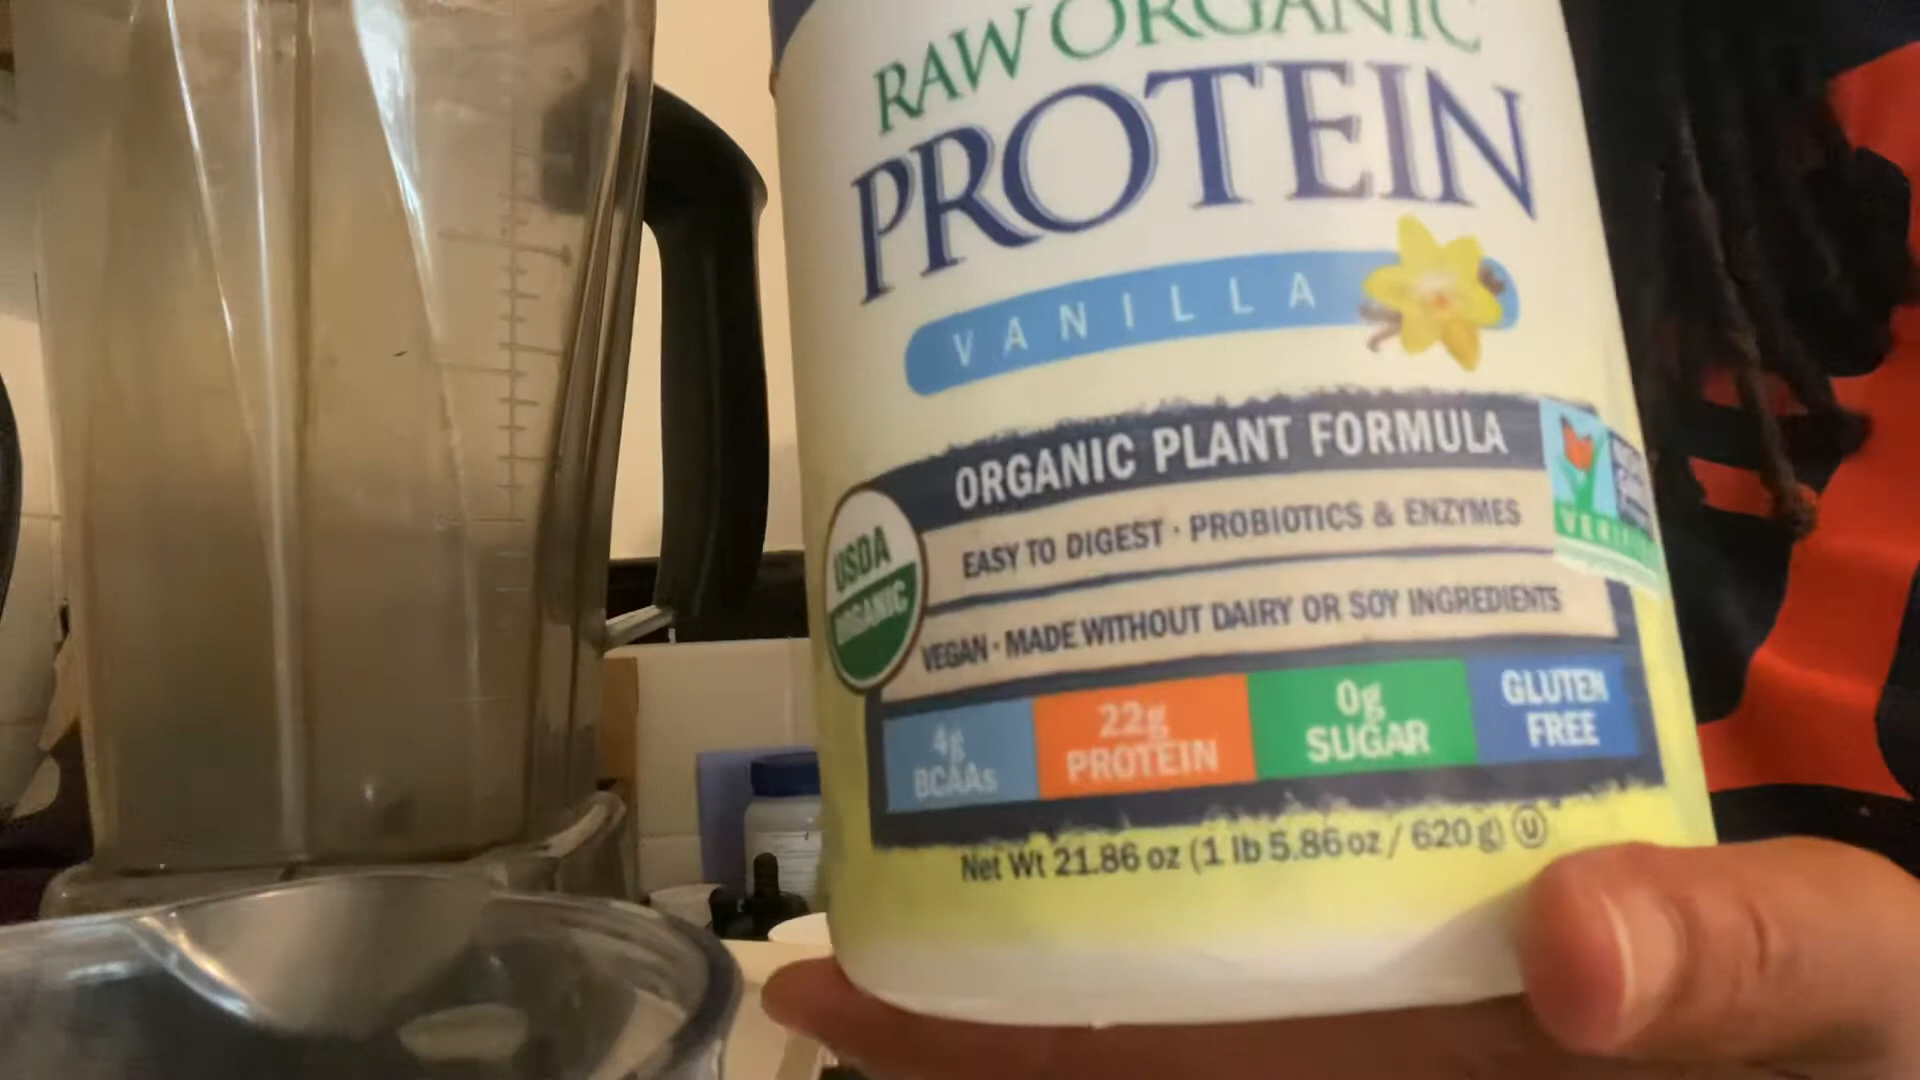 RAW ORGANIC
PROTEIN
VANILLA
ORGANIC PLANT FORMULA
EASY TO DIGEST · PROBIOTICS & ENZYMES
VEGAN · MADE WITHOUT DAIRY OR SOY INGREDIENTS
USDA
ORGANIC
VERIFIED
4g
BCAAs
22g
PROTEIN
0g
SUGAR
GLUTEN
FREE
Net Wt 21.86 oz (1 lb 5.86 oz / 620 g) U